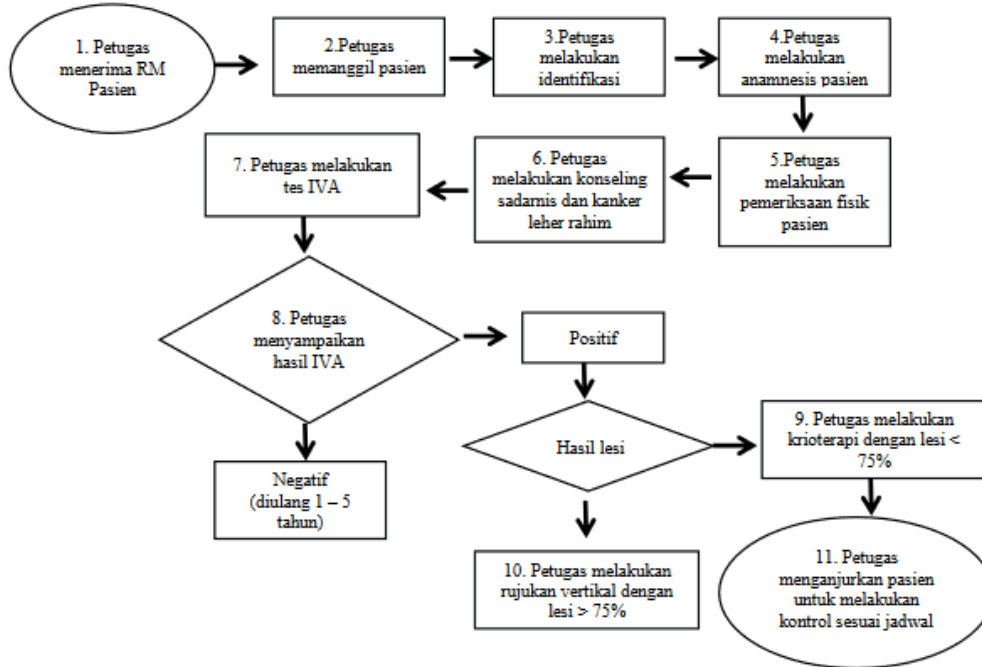 1. Petugas
menerima RM
Pasien
2.Petugas
memanggil pasien
3.Petugas
melakukan
identifikasi
4.Petugas
melakukan
anamnesis pasien
5.Petugas
melakukan
pemeriksaan fisik
pasien
6. Petugas
melakukan konseling
sadarnis dan kanker
leher rahim
7. Petugas melakukan
tes IVA
8. Petugas
menyampaikan
hasil IVA
Positif
Negatif
(diulang 1 – 5
tahun)
Hasil lesi
9. Petugas melakukan
krioterapi dengan lesi <
75%
10. Petugas melakukan
rujukan vertikal dengan
lesi > 75%
11. Petugas
menganjurkan pasien
untuk melakukan
kontrol sesuai jadwal